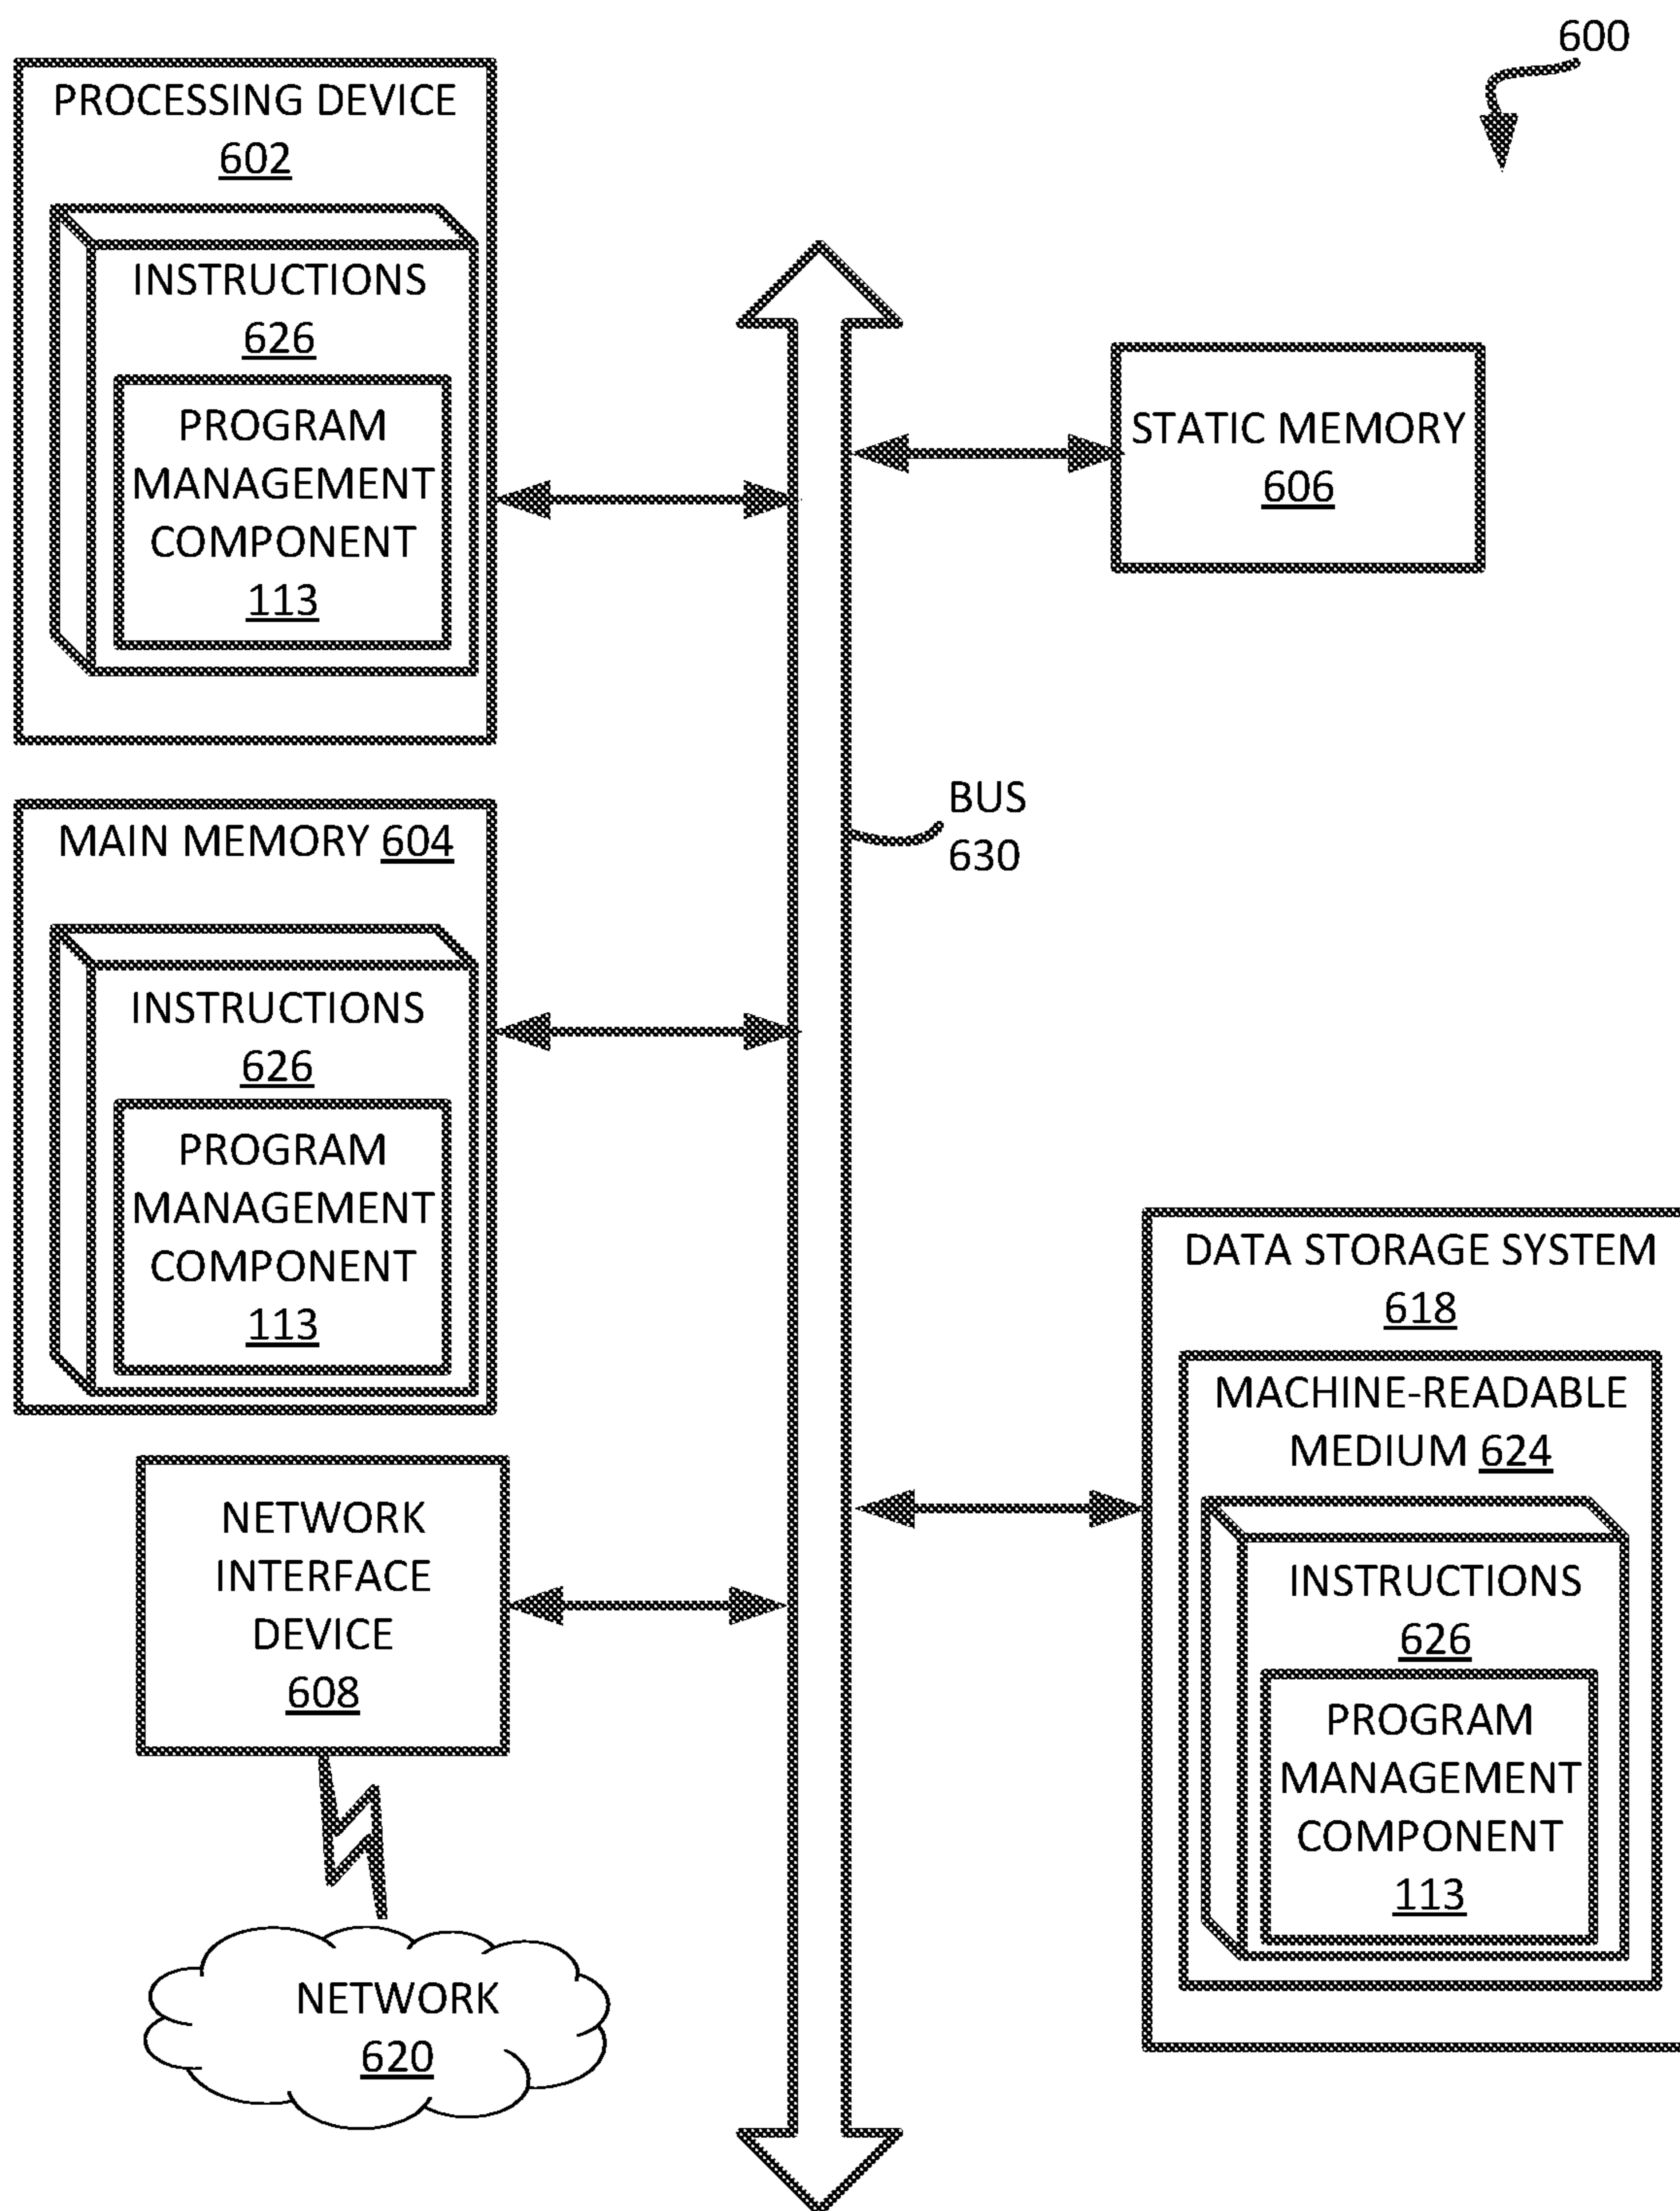 600
PROCESSING DEVICE
602
INSTRUCTIONS
626
PROGRAM
MANAGEMENT
COMPONENT
113
STATIC MEMORY
606
BUS
630
MAIN MEMORY 604
INSTRUCTIONS
626
PROGRAM
MANAGEMENT
COMPONENT
113
DATA STORAGE SYSTEM
618
MACHINE-READABLE
MEDIUM 624
INSTRUCTIONS
626
PROGRAM
MANAGEMENT
COMPONENT
113
NETWORK
INTERFACE
DEVICE
608
NETWORK
620